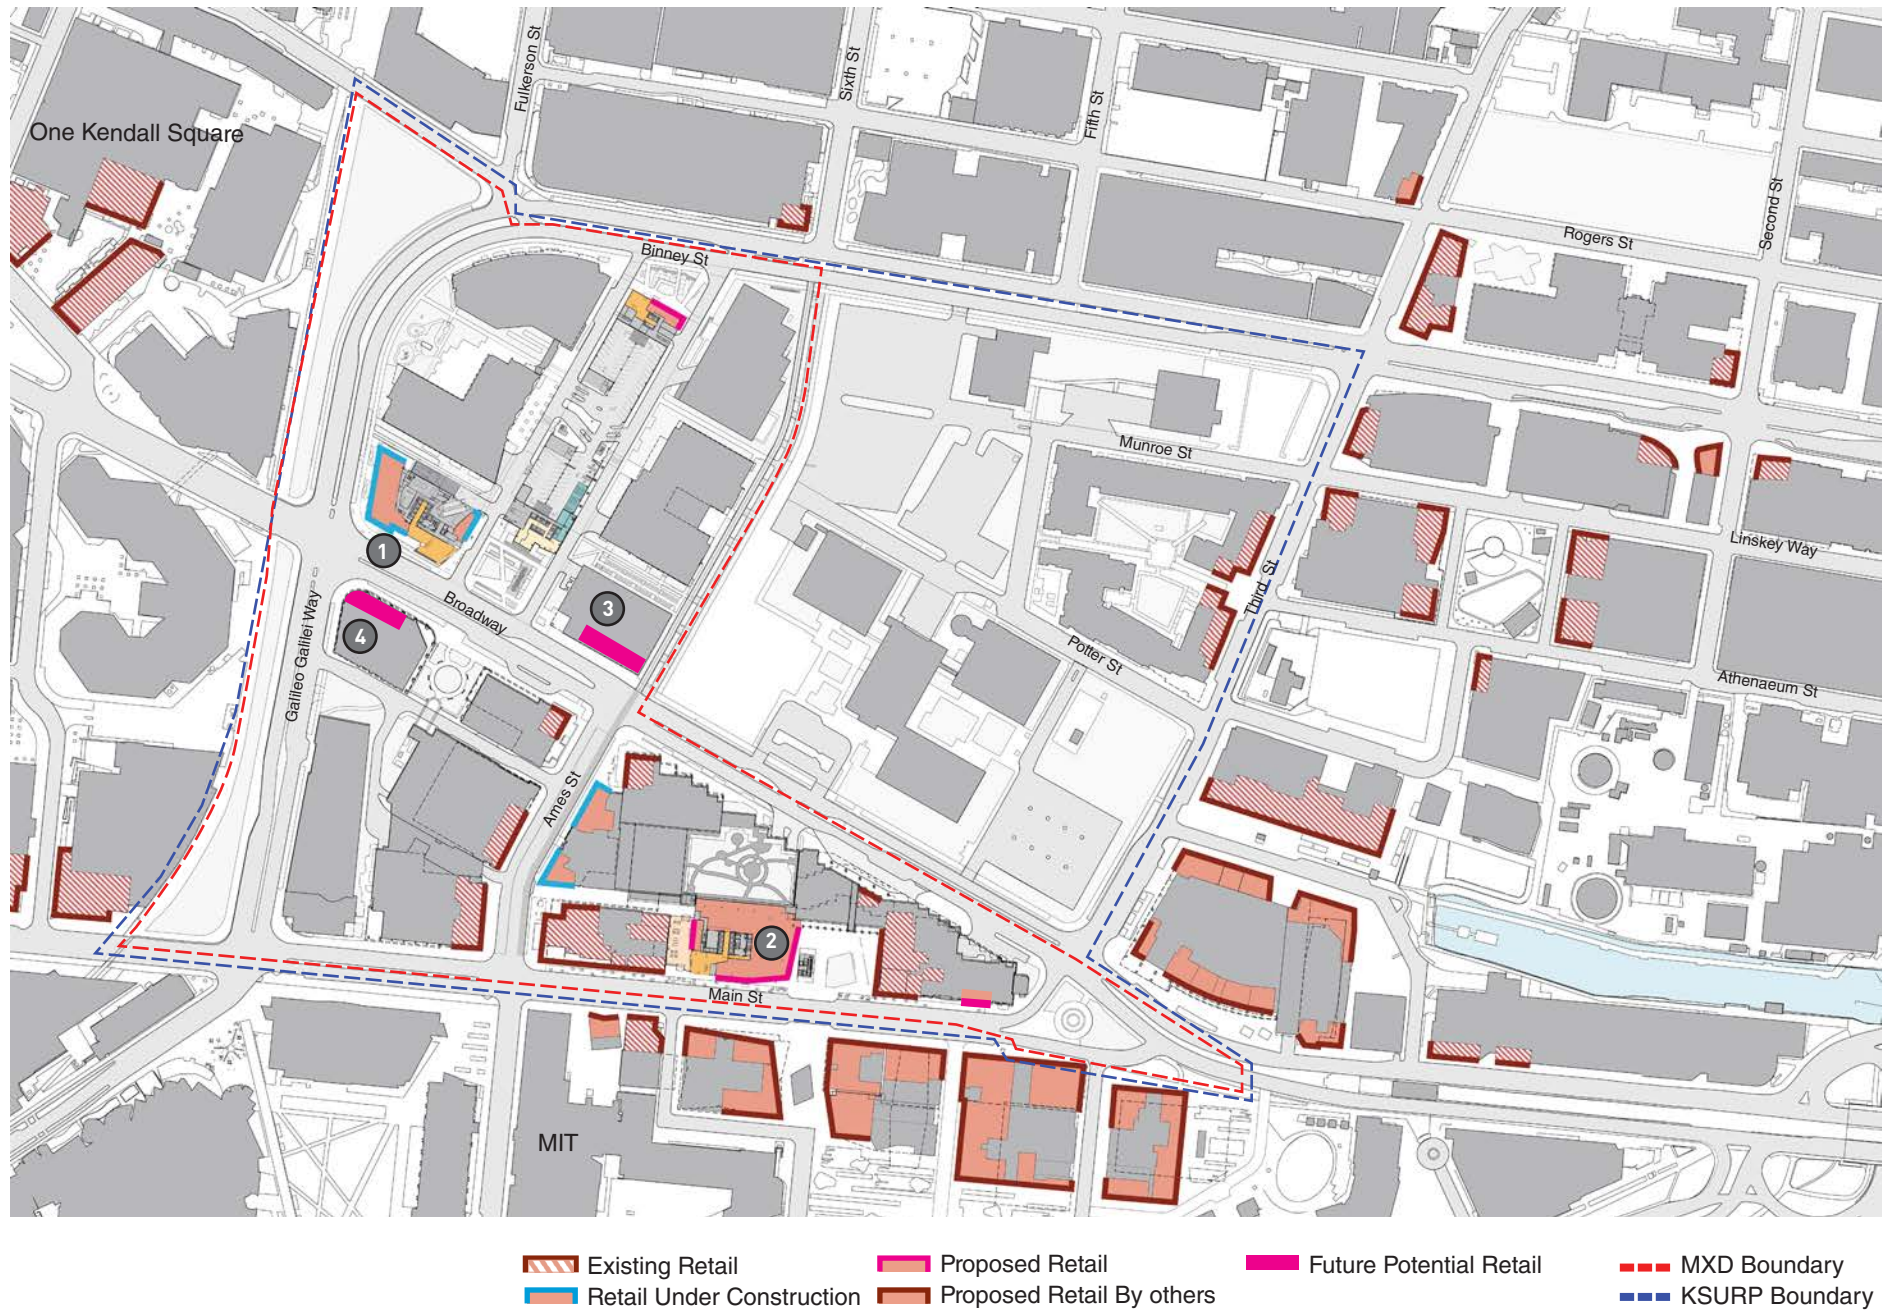 Fulkerson St
Sixth St
Fifth St
Second St
One Kendall Square
Rogers St
Binney St
Munroe St
Linskey Way
1
Third St
Broadway
3
4
Galileo Galilei Way
Potter St
Athenaeum St
Ames St
2
Main St
MIT
Existing Retail
Proposed Retail
Future Potential Retail
MXD Boundary
Retail Under Construction
Proposed Retail By others
KSURP Boundary